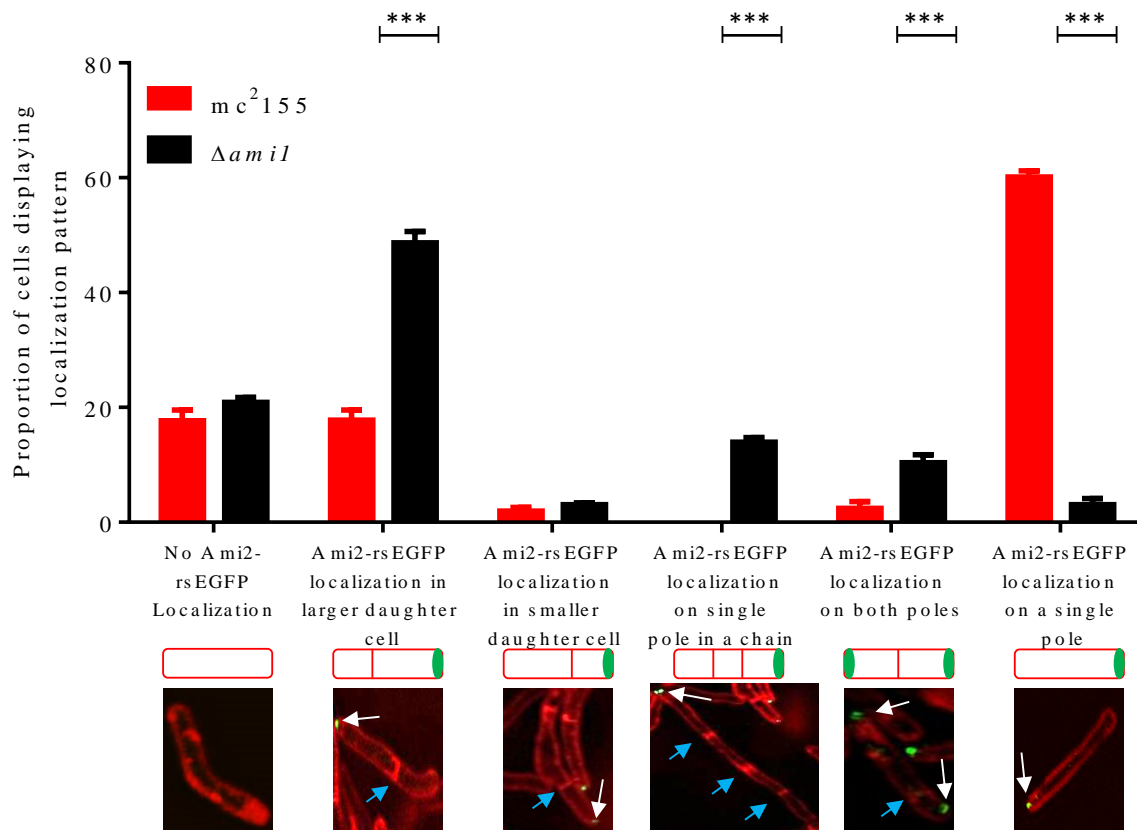 *** *** *** ***
Proportion of cells displaying
localization pattern
80
60
40
20
0
mc²155
Δami1
No Ami2-
rsEGFP
Localization
Ami2-rsEGFP
localization in
larger daughter
cell
Ami2-rsEGFP
localization
in smaller
daughter cell
Ami2-rsEGFP
localization
on single
pole in a chain
Ami2-rsEGFP
localization
on both poles
Ami2-rsEGFP
localization
on a single
pole